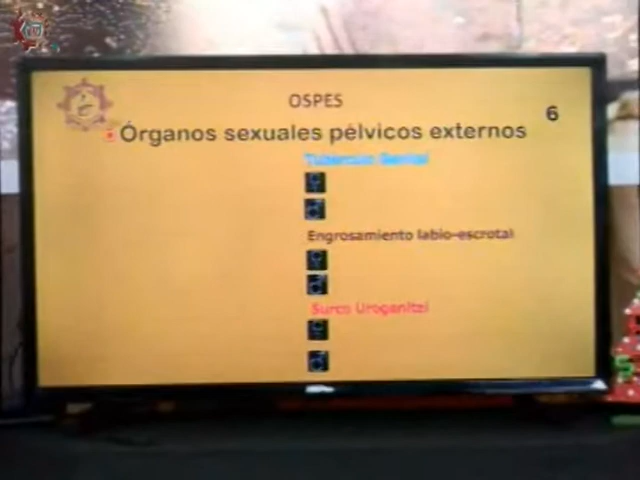 OSPES
6
Órganos sexuales pélvicos externos
Tubérculo Genital
Engrosamiento labio-escrotal
Surco Urogenital